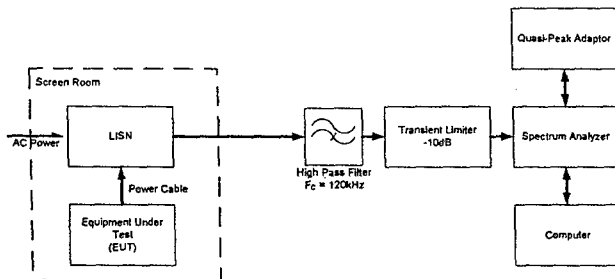 Quasi-Peak Adaptor
Screen Room
AC Power
LISN
Transient Limiter
-10dB
Spectrum Analyzer
High Pass Filter
Fc = 120kHz
Power Cable
Equipment Under
Test
(EUT)
Computer